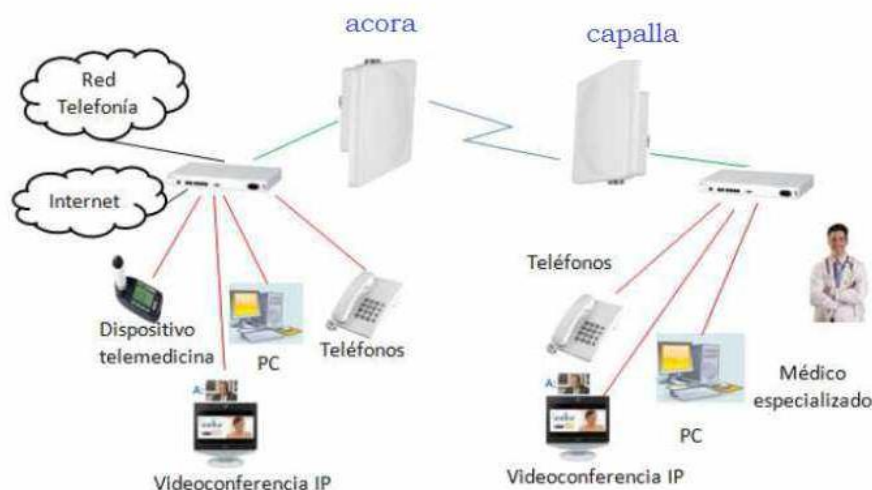 acora
capalla
Red
Telefonía
Internet
Dispositivo
telemedicina
PC
Teléfonos
A:
Videoconferencia IP
Teléfonos
A:
Videoconferencia IP
PC
Médico
especializado